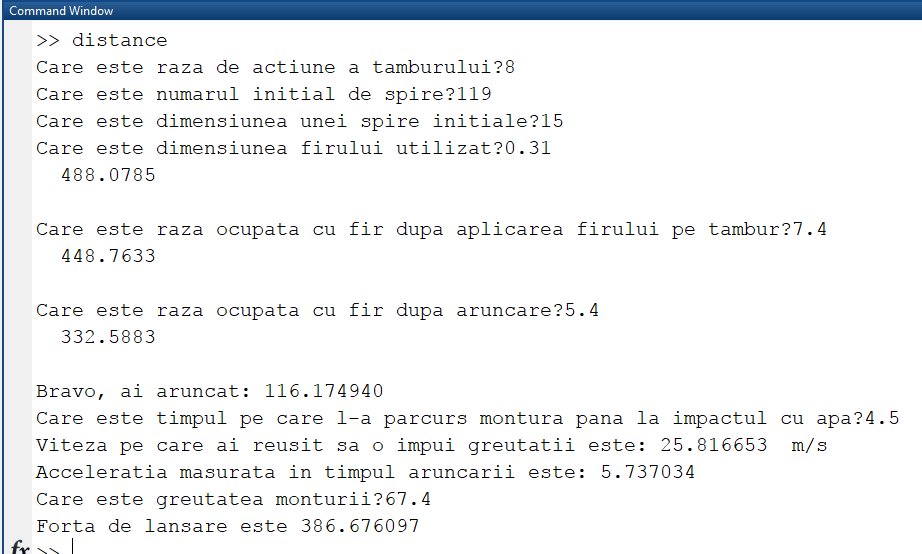 Command Window
>> distance
Care este raza de actiune a tamburului?8
Care este numarul initial de spire?119
Care este dimensiunea unei spire initiale?15
Care este dimensiunea firului utilizat?0.31
488.0785
Care este raza ocupata cu fir dupa aplicarea firului pe tambur?7.4
448.7633
Care este raza ocupata cu fir dupa aruncare?5.4
332.5883
Bravo, ai aruncat: 116.174940
Care este timpul pe care l-a parcurs montura pana la impactul cu apa?4.5
Viteza pe care ai reusit sa o impui greutatii este: 25.816653  m/s
Acceleratia masurata in timpul aruncarii este: 5.737034
Care este greutatea monturii?67.4
Forta de lansare este 386.676097
fx >>